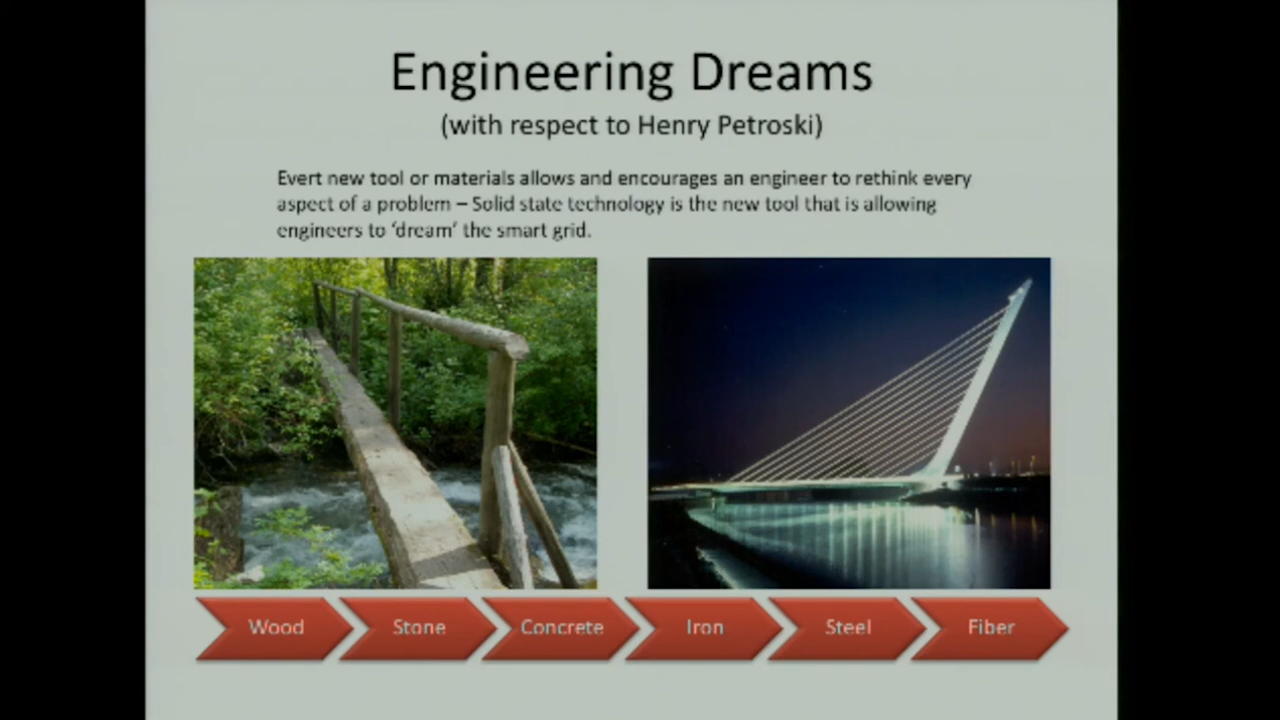 Engineering Dreams
(with respect to Henry Petroski)
Evert new tool or materials allows and encourages an engineer to rethink every
aspect of a problem – Solid state technology is the new tool that is allowing
engineers to ‘dream’ the smart grid.
Wood
Stone
Concrete
Iron
Steel
Fiber